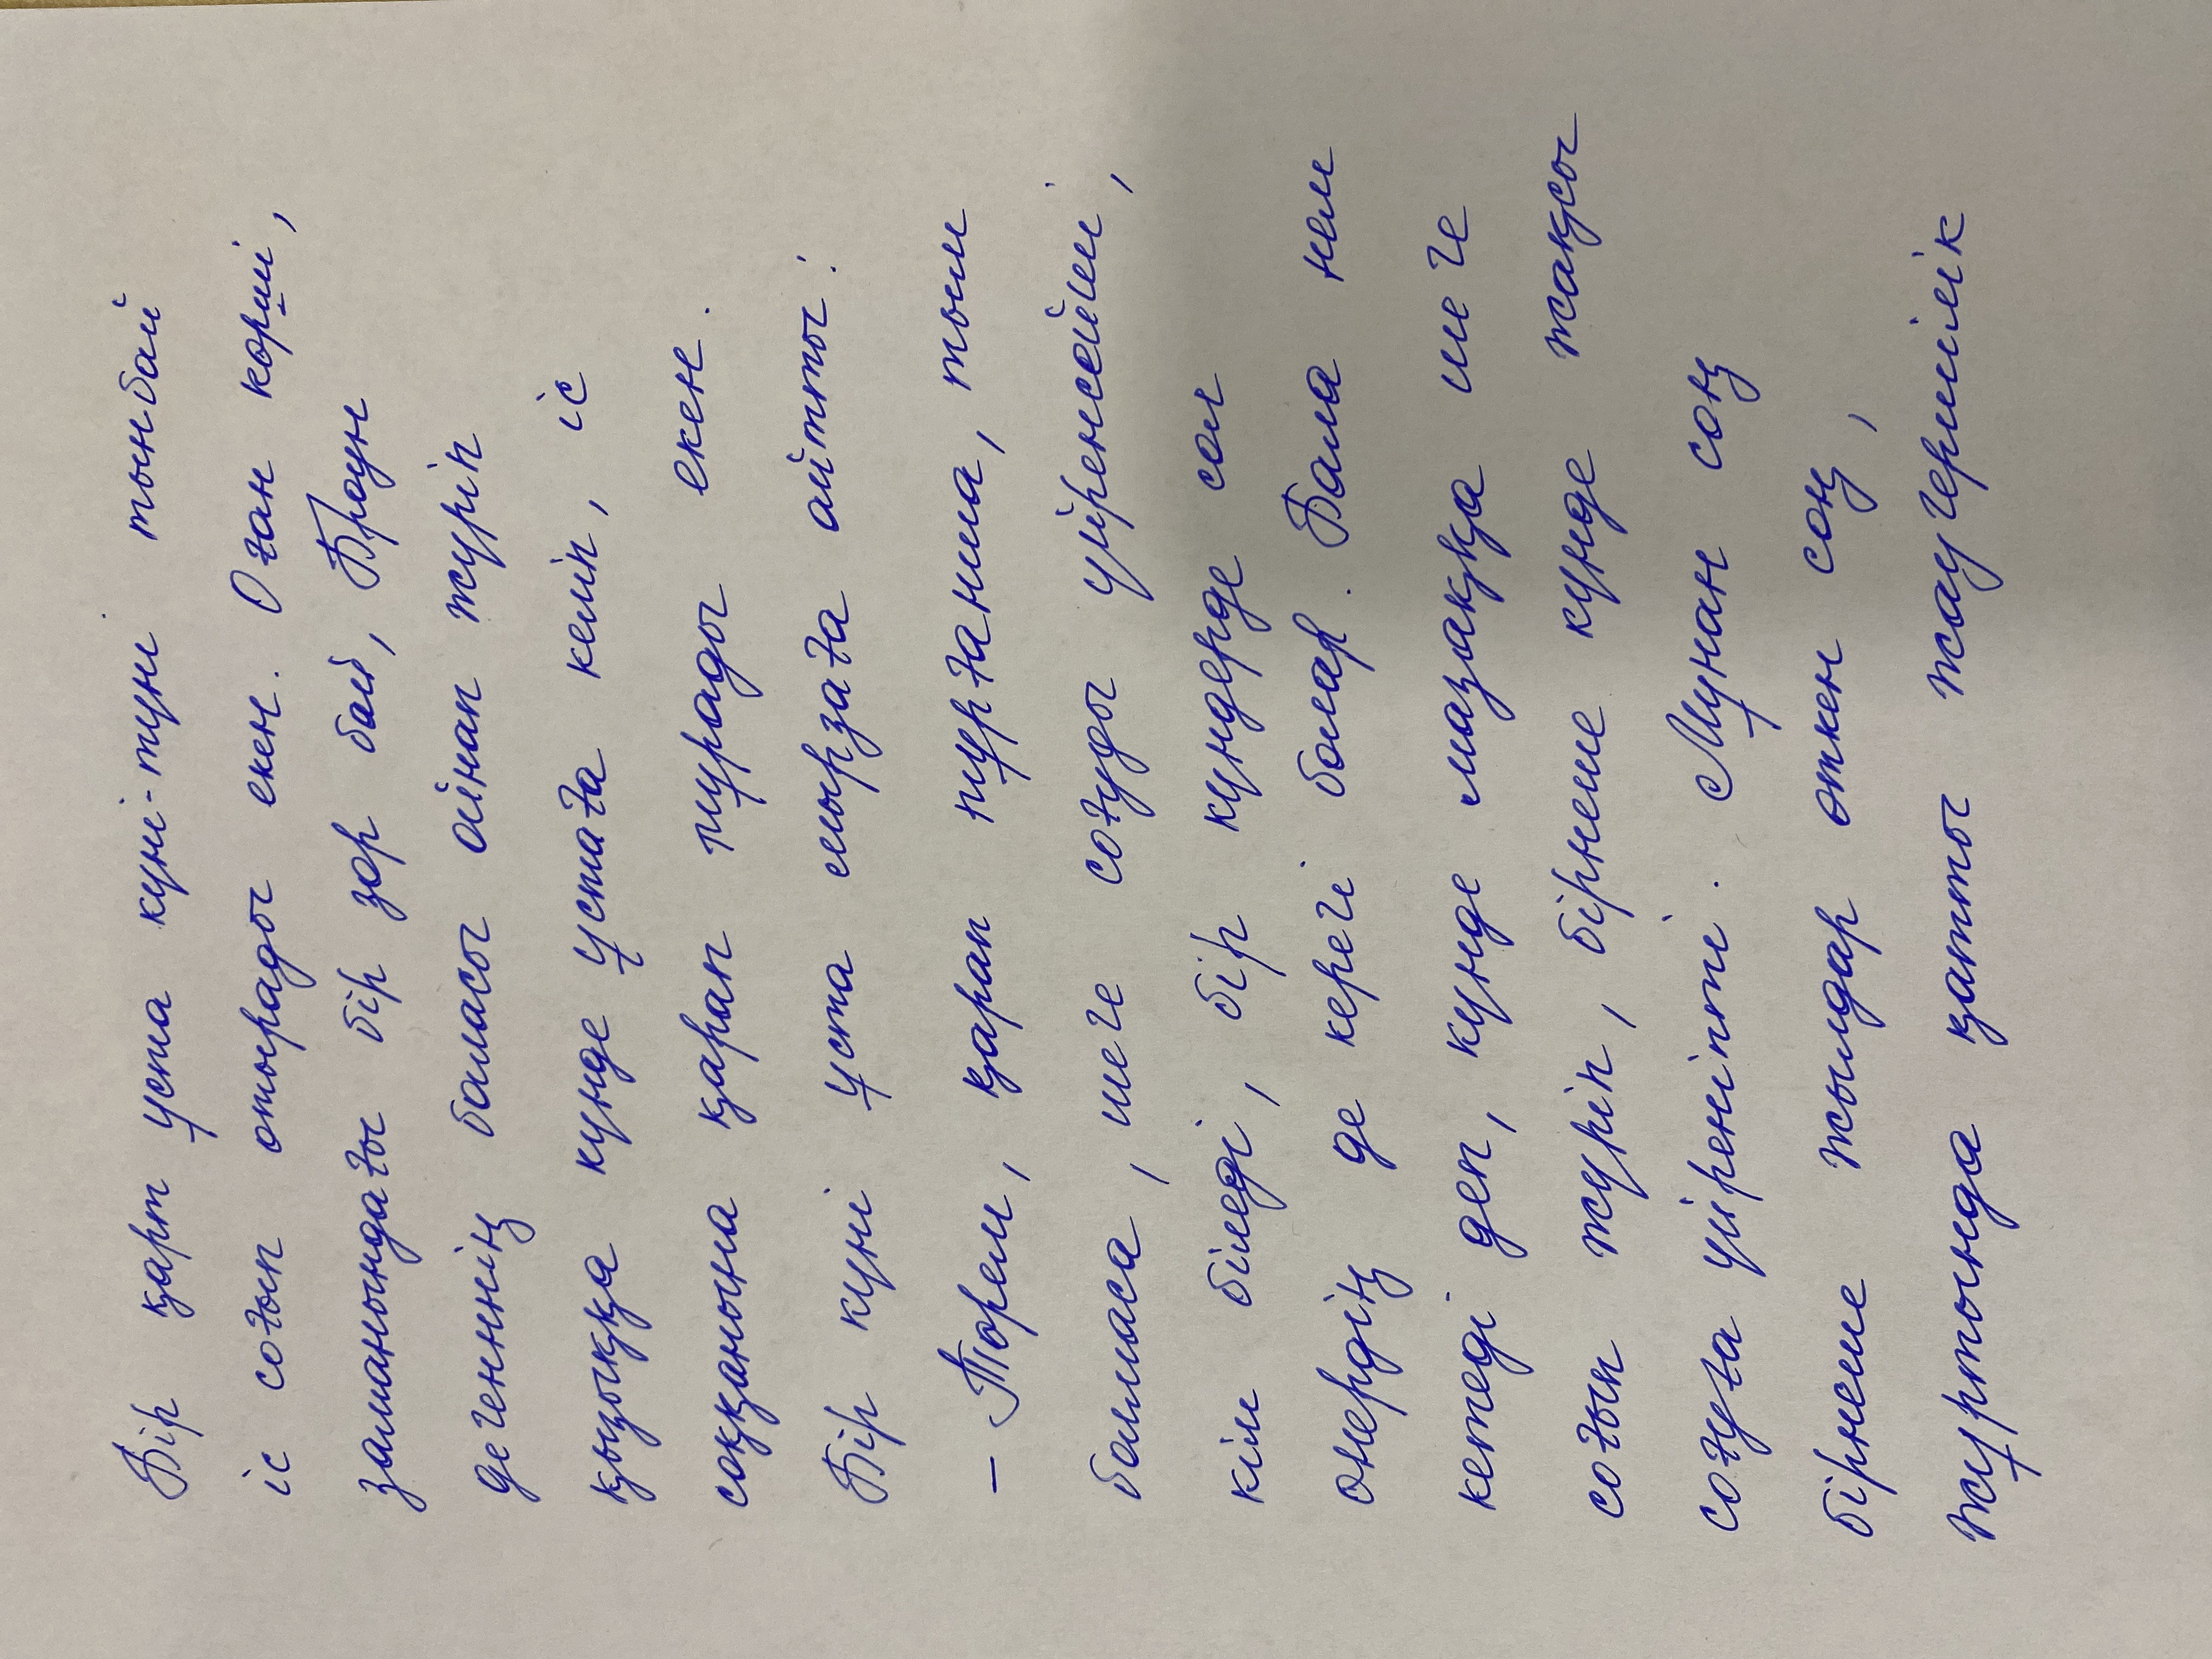 Бір қарт ұста күні-түні тынбай
іс соғып отырады екен. Оған көрші,
заманындағы бір зор бай, Броун
дегенннің баласы ойнап жүріп
қызыққа күнде ұстаға келіп, іс
соққанына қарап тұрады екен.
Бір күні ұста мырзаға айтты:
– Төрем, қарап тұрғанша, тым
болмаса, шеге соғуды үйренсейші,
кім біледі, бір күндерде сол
өнердің де керегі болар. Бала нем
кетеді деп, күнде мазаққа шеге
соғып жүріп, бірнеше күнде жақсы
соғуға үйреніпті. Мұнан соң
бірнеше жылдар өткен соң,
жұртында қатты жаугершілік